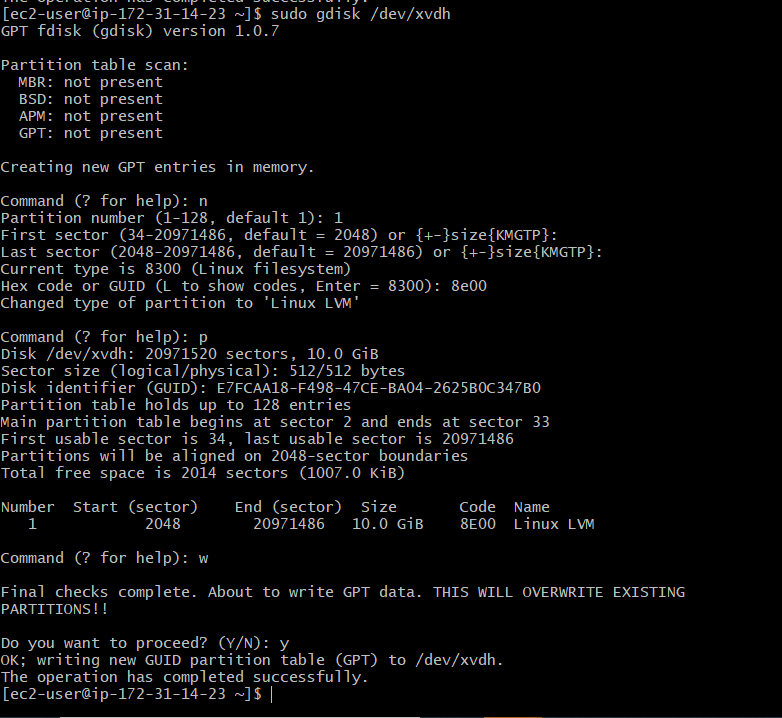 The operation has completed successfully.
[ec2-user@ip-172-31-14-23 ~]$ sudo gdisk /dev/xvdh
GPT fdisk (gdisk) version 1.0.7
Partition table scan:
  MBR: not present
  BSD: not present
  APM: not present
  GPT: not present
Creating new GPT entries in memory.
Command (? for help): n
Partition number (1-128, default 1): 1
First sector (34-20971486, default = 2048) or {+-}size{KMGTP}:
Last sector (2048-20971486, default = 20971486) or {+-}size{KMGTP}:
Current type is 8300 (Linux filesystem)
Hex code or GUID (L to show codes, Enter = 8300): 8e00
Changed type of partition to 'Linux LVM'
Command (? for help): p
Disk /dev/xvdh: 20971520 sectors, 10.0 GiB
Sector size (logical/physical): 512/512 bytes
Disk identifier (GUID): E7FCAA18-F498-47CE-BA04-2625B0C347B0
Partition table holds up to 128 entries
Main partition table begins at sector 2 and ends at sector 33
First usable sector is 34, last usable sector is 20971486
Partitions will be aligned on 2048-sector boundaries
Total free space is 2014 sectors (1007.0 KiB)
Number  Start (sector)    End (sector)  Size       Code  Name
   1            2048        20971486   10.0 GiB    8E00  Linux LVM
Command (? for help): w
Final checks complete. About to write GPT data. THIS WILL OVERWRITE EXISTING
PARTITIONS!!
Do you want to proceed? (Y/N): y
OK; writing new GUID partition table (GPT) to /dev/xvdh.
The operation has completed successfully.
[ec2-user@ip-172-31-14-23 ~]$